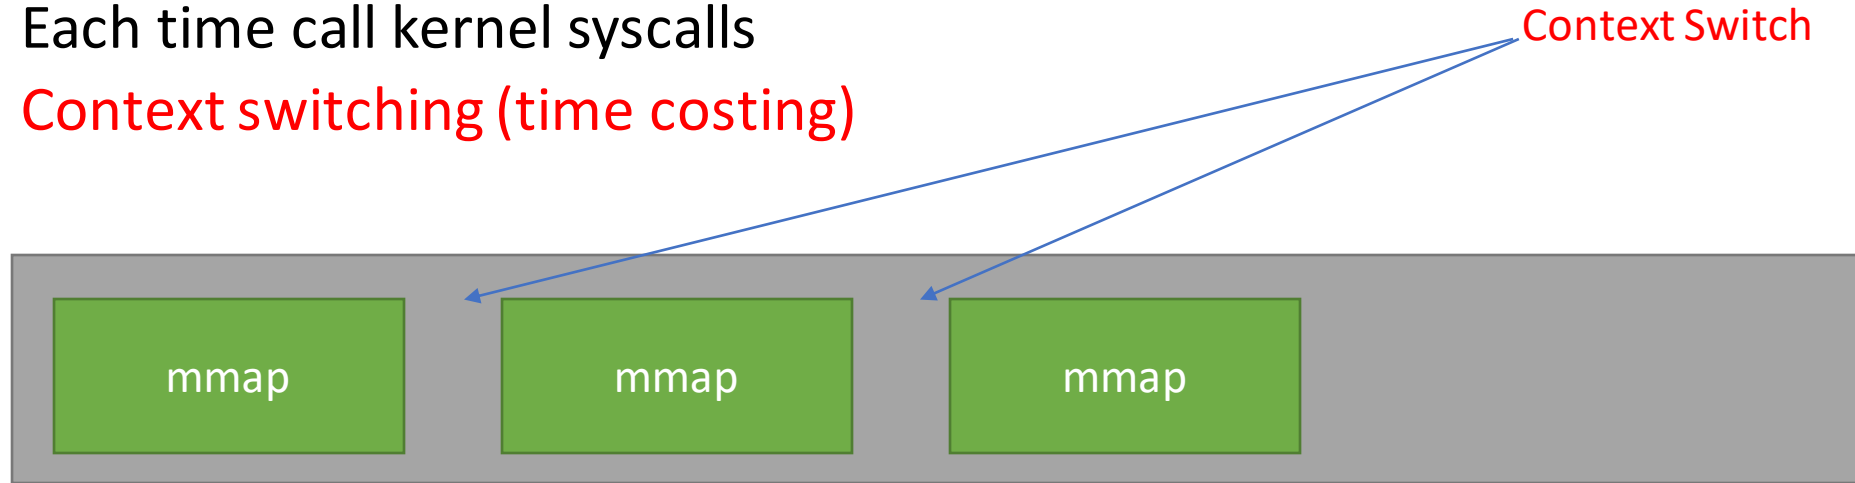 Each time call kernel syscalls
Context Switch
Context switching (time costing)
mmap
mmap
mmap